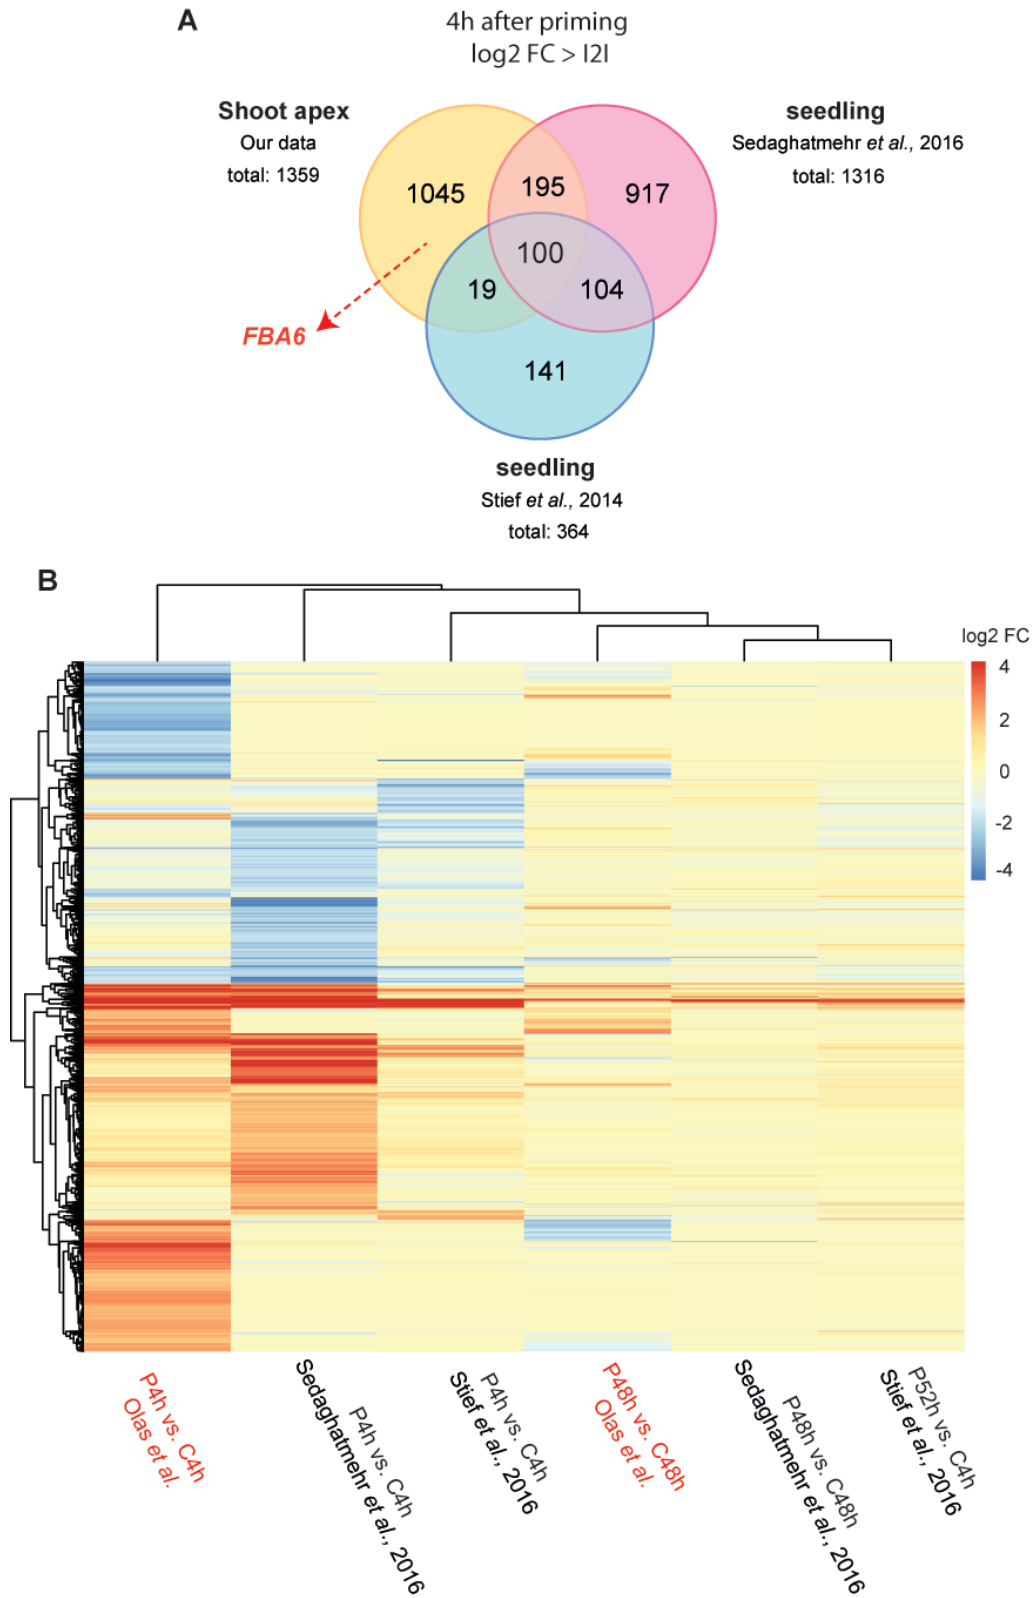 A
4h after priming
log2 FC > I2I
Shoot apex
Our data
total: 1359
seedling
Sedaghatmehr et al., 2016
total: 1316
1045
195
917
100
19
104
141
FBA6
seedling
Stief et al., 2014
total: 364
B
log2 FC
4
2
0
-2
-4
P4h vs. C4h
Olas et al.
P4h vs. C4h
Sedaghatmehr et al., 2016
P4h vs. C4h
Stief et al., 2016
P48h vs. C48h
Olas et al.
P48h vs. C48h
Sedaghatmehr et al., 2016
P52h vs. C4h
Stief et al., 2016